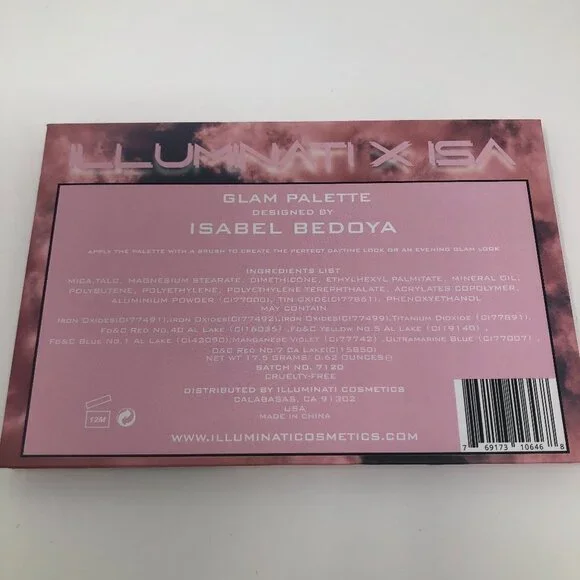 ILLUMINATI X ISA
GLAM PALETTE
DESIGNED BY
ISABEL BEDOYA
APPLY THE PALETTE WITH A BRUSH TO CREATE THE PERFECT DAYTIME LOOK OR AN EVENING GLAM LOOK
INGREDIENTS LIST
MICA,TALC, MAGNESIUM STEARATE, DIMETHICONE, ETHYLHEXYL PALMITATE, MINERAL OIL,
POLYBUTENE, POLYETHYLENE, POLYETHYLENE TEREPHTHALATE, ACRYLATES COPOLYMER,
ALUMINIUM POWDER (CI77000), TIN OXIDE(CI77861), PHENOXYETHANOL
MAY CONTAIN
IRON OXIDES(CI77491),IRON OXIDES(CI77492),IRON OXIDES(CI77499),TITANIUM DIOXIDE (CI77891),
FD&C RED NO.40 AL LAKE (CI16035) ,FD&C YELLOW NO.5 AL LAKE (CI19140) ,
FD&C BLUE NO.1 AL LAKE (CI42090),MANGANESE VIOLET (CI77742) ,ULTRAMARINE BLUE (CI77007) ,
D&C RED NO.7 CA LAKE(CI15850)
NET WT 17.5 GRAMS/0.62 OUNCES℮
BATCH NO. 7120
CRUELTY-FREE
DISTRIBUTED BY ILLUMINATI COSMETICS
CALABASAS, CA 91302
USA
MADE IN CHINA
12M
WWW.ILLUMINATICOSMETICS.COM
7 69173 10646 8